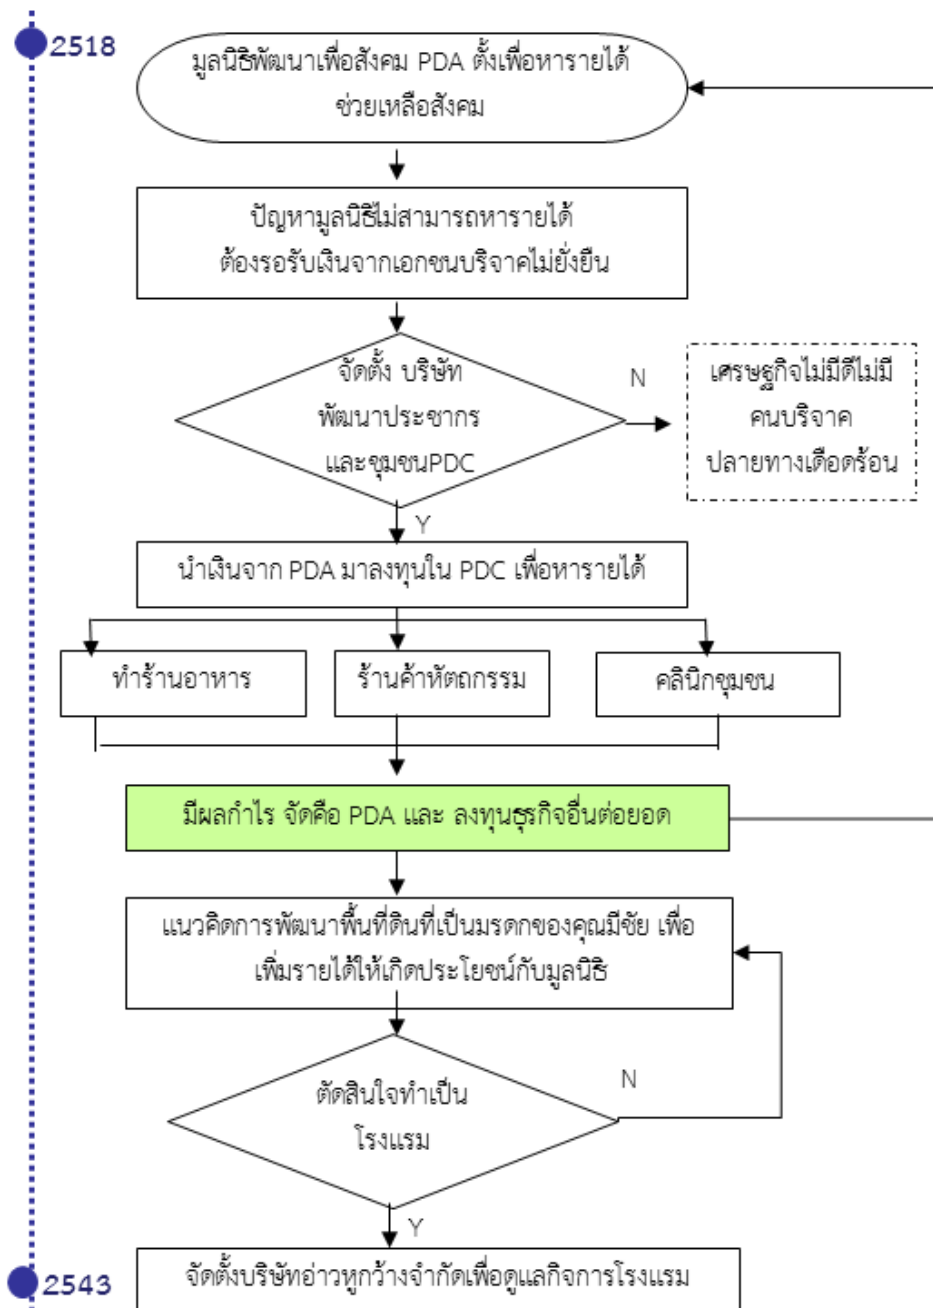 2518
มูลนิธิพัฒนาเพื่อสังคม PDA ตั้งเพื่อหารายได้
ช่วยเหลือสังคม
ปัญหามูลนิธิไม่สามารถหารายได้
ต้องรอรับเงินจากเอกชนบริจาคไม่ยั่งยืน
จัดตั้ง บริษัท
พัฒนาประชากร
และชุมชนPDC
N
เศรษฐกิจไม่มีดีไม่มี
คนบริจาค
ปลายทางเดือดร้อน
Y
นำเงินจาก PDA มาลงทุนใน PDC เพื่อหารายได้
ทำร้านอาหาร
ร้านค้าหัตถกรรม
คลินิกชุมชน
มีผลกำไร จัดคือ PDA และ ลงทุนธุรกิจอื่นต่อยอด
แนวคิดการพัฒนาพื้นที่ดินที่เป็นมรดกของคุณมีชัย เพื่อ
เพิ่มรายได้ให้เกิดประโยชน์กับมูลนิธิ
ตัดสินใจทำเป็น
โรงแรม
N
Y
2543
จัดตั้งบริษัทอ่าวหูกว้างจำกัดเพื่อดูแลกิจการโรงแรม